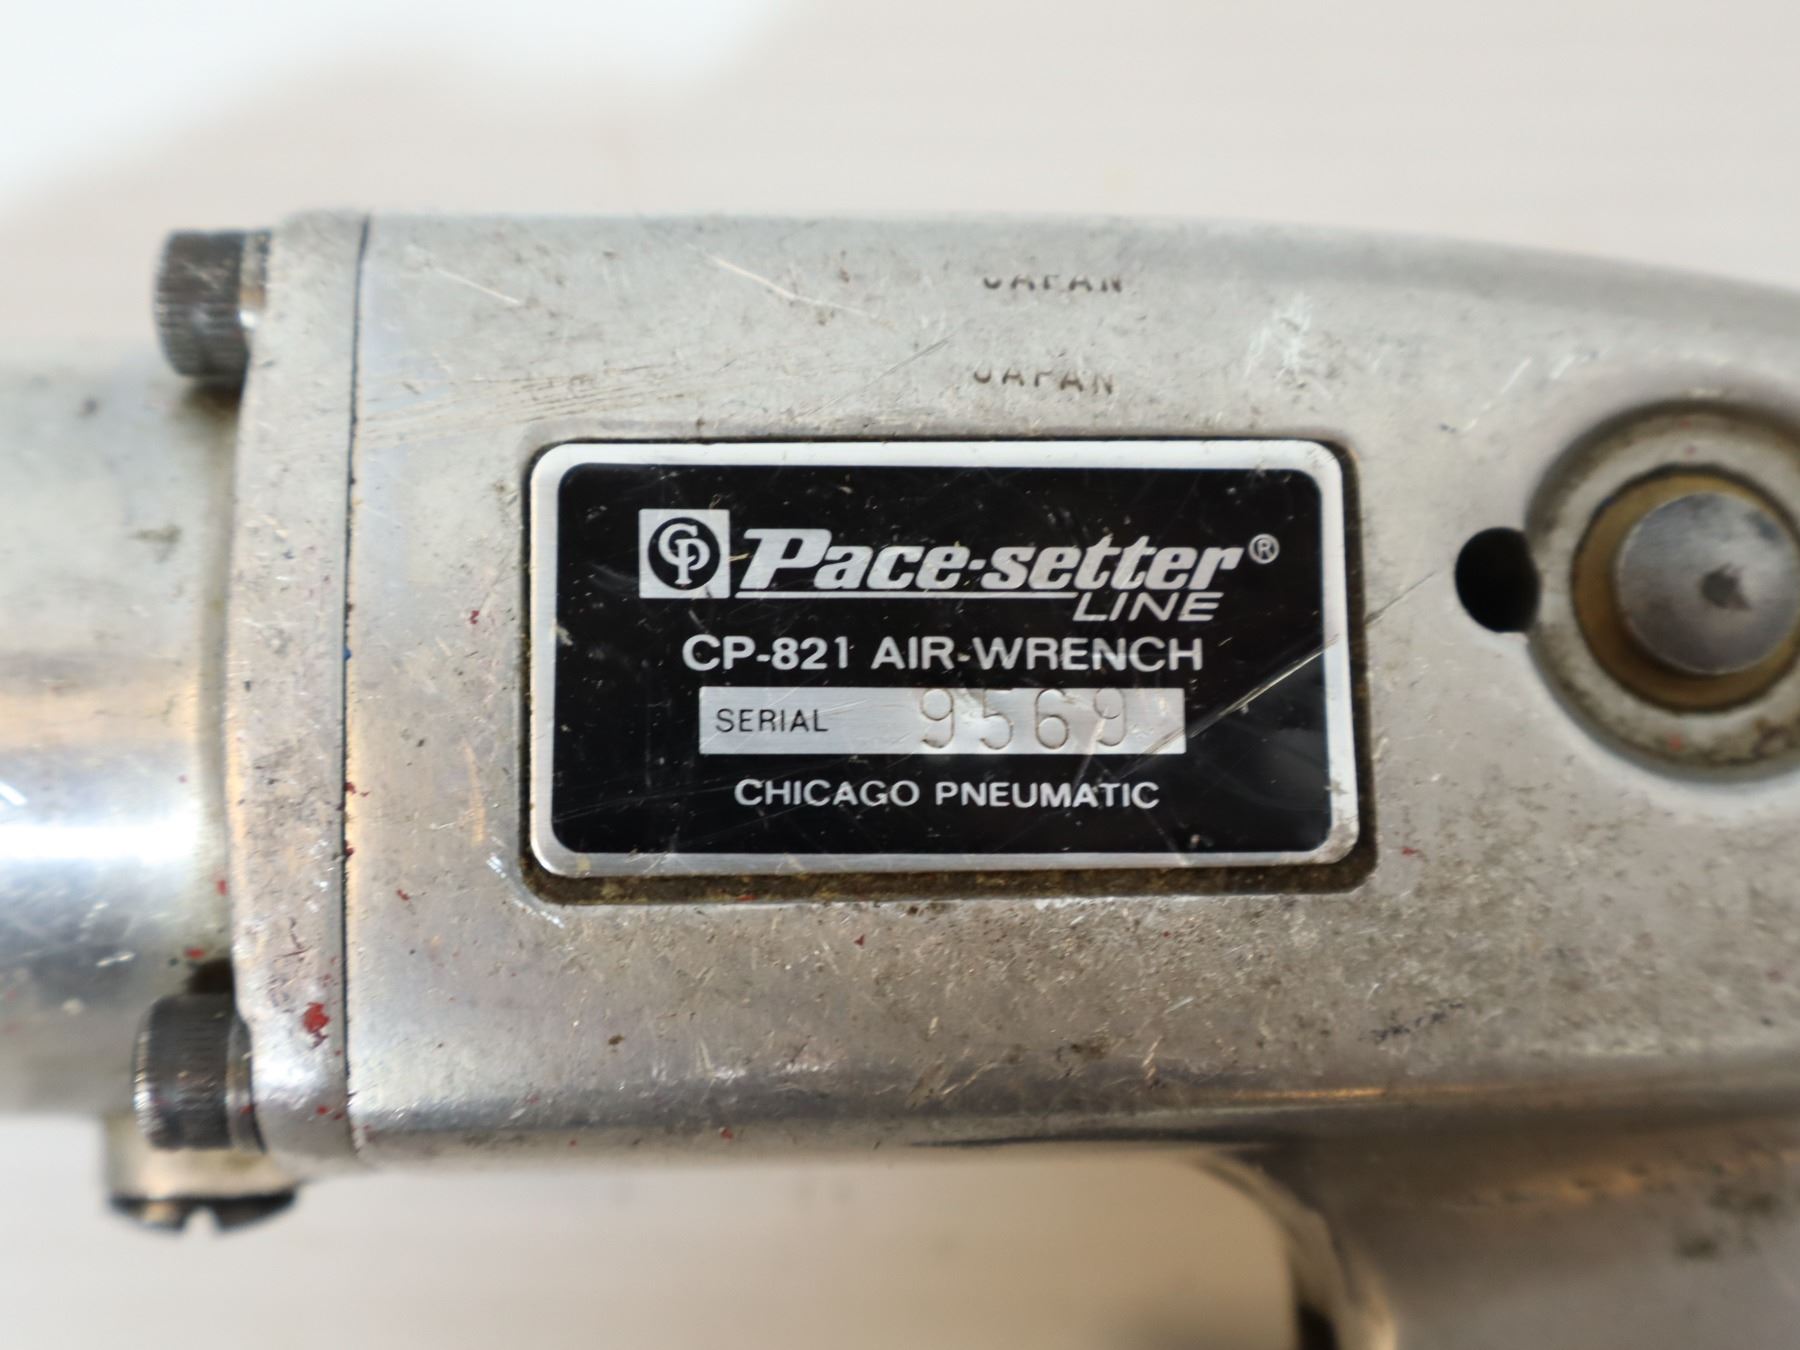 JAPAN
JAPAN
CP Pace-setter®
LINE
CP-821 AIR-WRENCH
SERIAL 9569
CHICAGO PNEUMATIC